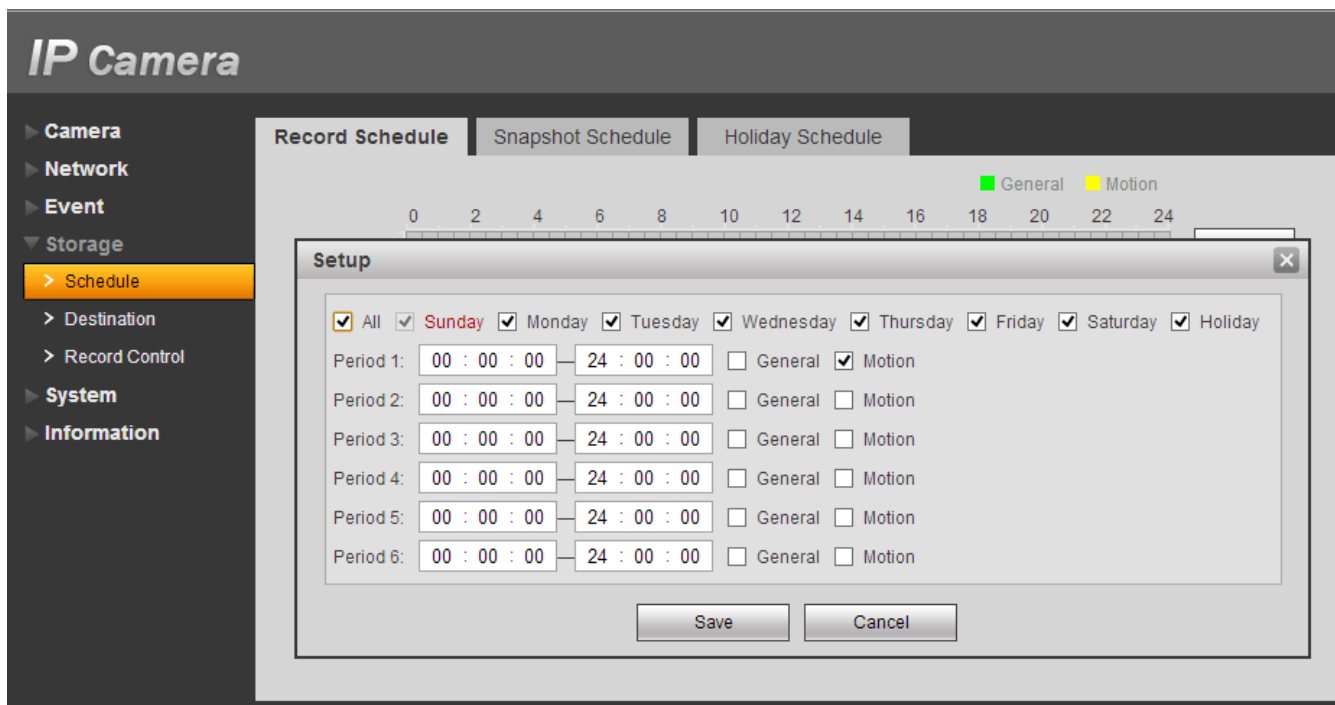 IP Camera
Camera
Network
Event
Storage
Schedule
Destination
Record Control
System
Information
Record Schedule Snapshot Schedule Holiday Schedule
General Motion
0 2 4 6 8 10 12 14 16 18 20 22 24
Setup
All Sunday Monday Tuesday Wednesday Thursday Friday Saturday Holiday
Period 1: 00 : 00 : 00 — 24 : 00 : 00 General Motion
Period 2: 00 : 00 : 00 — 24 : 00 : 00 General Motion
Period 3: 00 : 00 : 00 — 24 : 00 : 00 General Motion
Period 4: 00 : 00 : 00 — 24 : 00 : 00 General Motion
Period 5: 00 : 00 : 00 — 24 : 00 : 00 General Motion
Period 6: 00 : 00 : 00 — 24 : 00 : 00 General Motion
Save Cancel